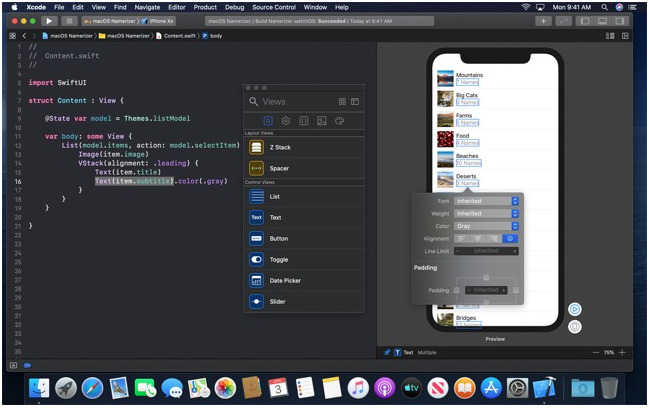 Xcode File Edit View Find Navigate Editor Product Debug Source Control Window Help Mon 9:41 AM
macOS Namerizer iPhone Xs macOS Namerizer | Build Namerizer watchOS: Succeeded | Today at 9:41 AM
macOS Namerizer macOS Namerizer Content.swift body
1 //
2 // Content.swift
3 //
4
5 import SwiftUI
6
7 struct Content : View {
8
9 @State var model = Themes.listModel
10
11 var body: some View {
12 List(model.items, action: model.selectItem)
13 Image(item.image)
14 VStack(alignment: .leading) {
15 Text(item.title)
16 Text(item.subtitle).color(.gray)
17 }
18 }
19 }
20
21 }
22
23
24
25
26
27
28
29
30
31
32
33
34
35
Views
Layout Views
Z Stack
Spacer
Control Views
List
Text Text
Button
Toggle
Date Picker
Slider
Mountains
7 Names
Big Cats
9 Names
Farms
Names
Food
4 Names
Beaches
10 Names
Deserts
3 Names
Font Inherited
Weight Inherited
Color Gray
Alignment
Line Limit - Inherited +
Padding
Padding - Inherited +
Bridges
Names
Preview
T Text Multiple
— 75% +
3
tv